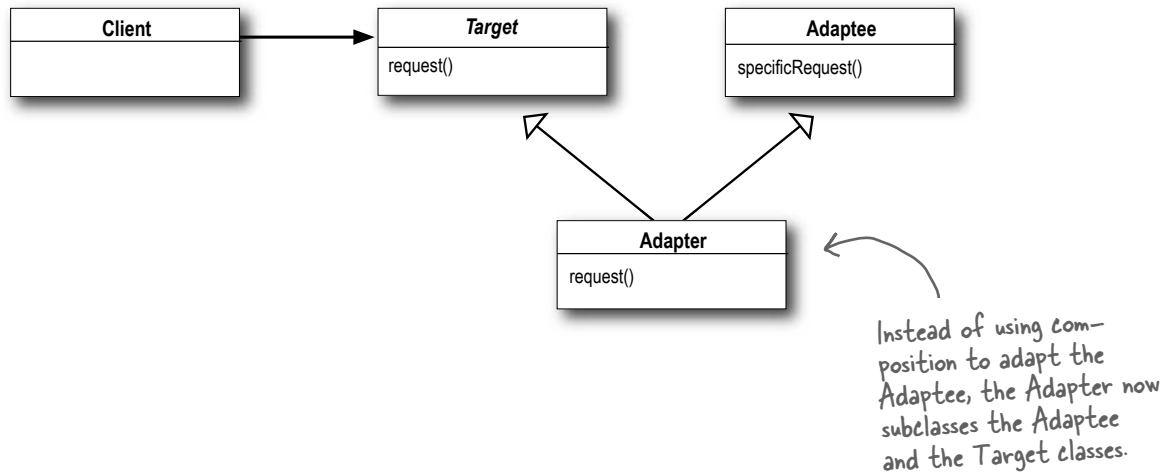 Client
Target
request()
Adaptee
specificRequest()
Adapter
request()
Instead of using com-
position to adapt the
Adaptee, the Adapter now
subclasses the Adaptee
and the Target classes.